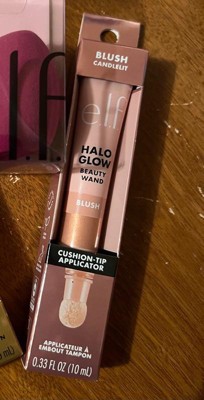 BLUSH
CANDLELIT
e.l.f.
HALO
GLOW
BEAUTY
WAND
BLUSH
CUSHION-TIP
APPLICATOR
APPLICATEUR À
EMBOUT TAMPON
0.33 FL OZ (10 mL)
l.f.
mL)